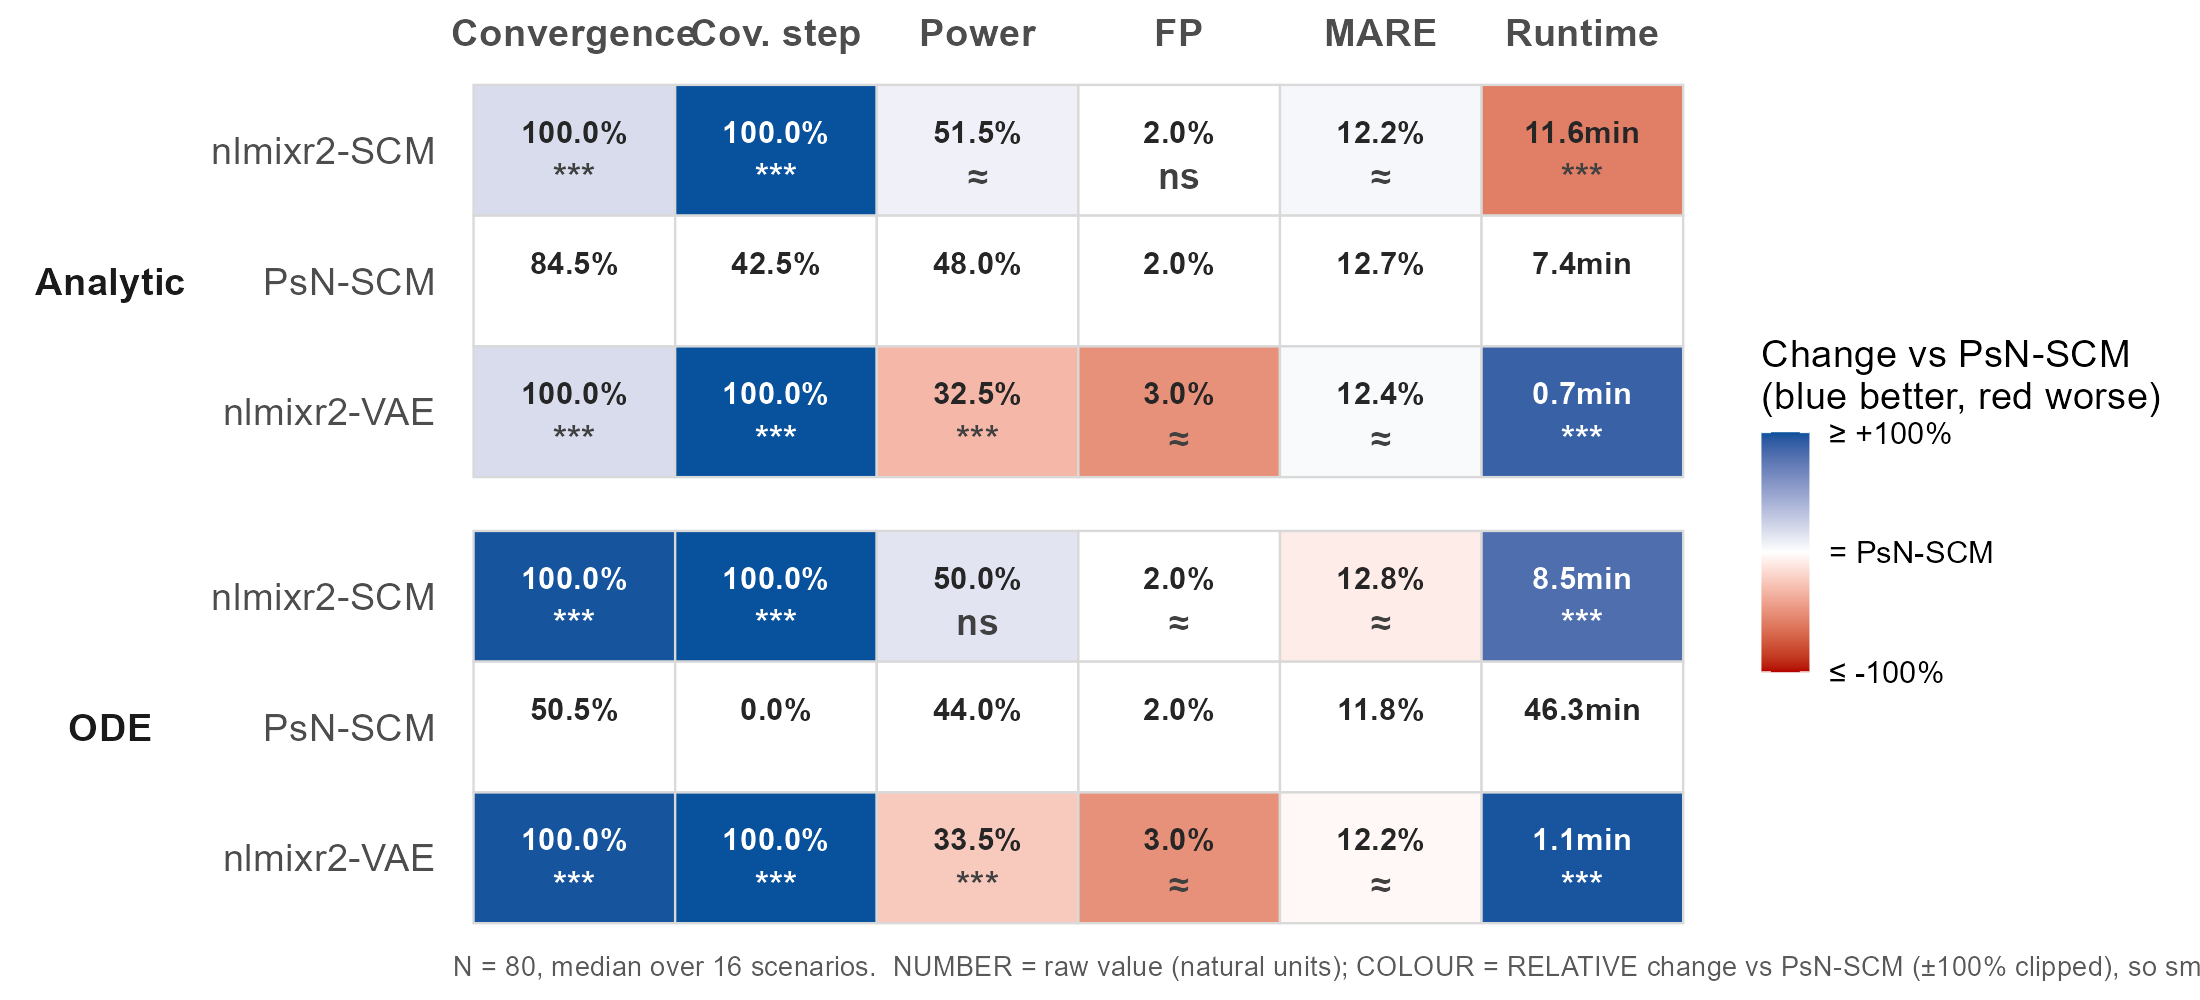 Convergence Cov. step Power FP MARE Runtime
nlmixr2-SCM 100.0% 100.0% 51.5% 2.0% 12.2% 11.6min
*** *** ≈ ns ≈ ***
Analytic PsN-SCM 84.5% 42.5% 48.0% 2.0% 12.7% 7.4min
nlmixr2-VAE 100.0% 100.0% 32.5% 3.0% 12.4% 0.7min
*** *** *** ≈ ≈ ***
nlmixr2-SCM 100.0% 100.0% 50.0% 2.0% 12.8% 8.5min
*** *** ns ≈ ≈ ***
ODE PsN-SCM 50.5% 0.0% 44.0% 2.0% 11.8% 46.3min
nlmixr2-VAE 100.0% 100.0% 33.5% 3.0% 12.2% 1.1min
*** *** *** ≈ ≈ ***
Change vs PsN-SCM
(blue better, red worse)
≥ +100%
= PsN-SCM
≤ -100%
N = 80, median over 16 scenarios. NUMBER = raw value (natural units); COLOUR = RELATIVE change vs PsN-SCM (±100% clipped), so sm